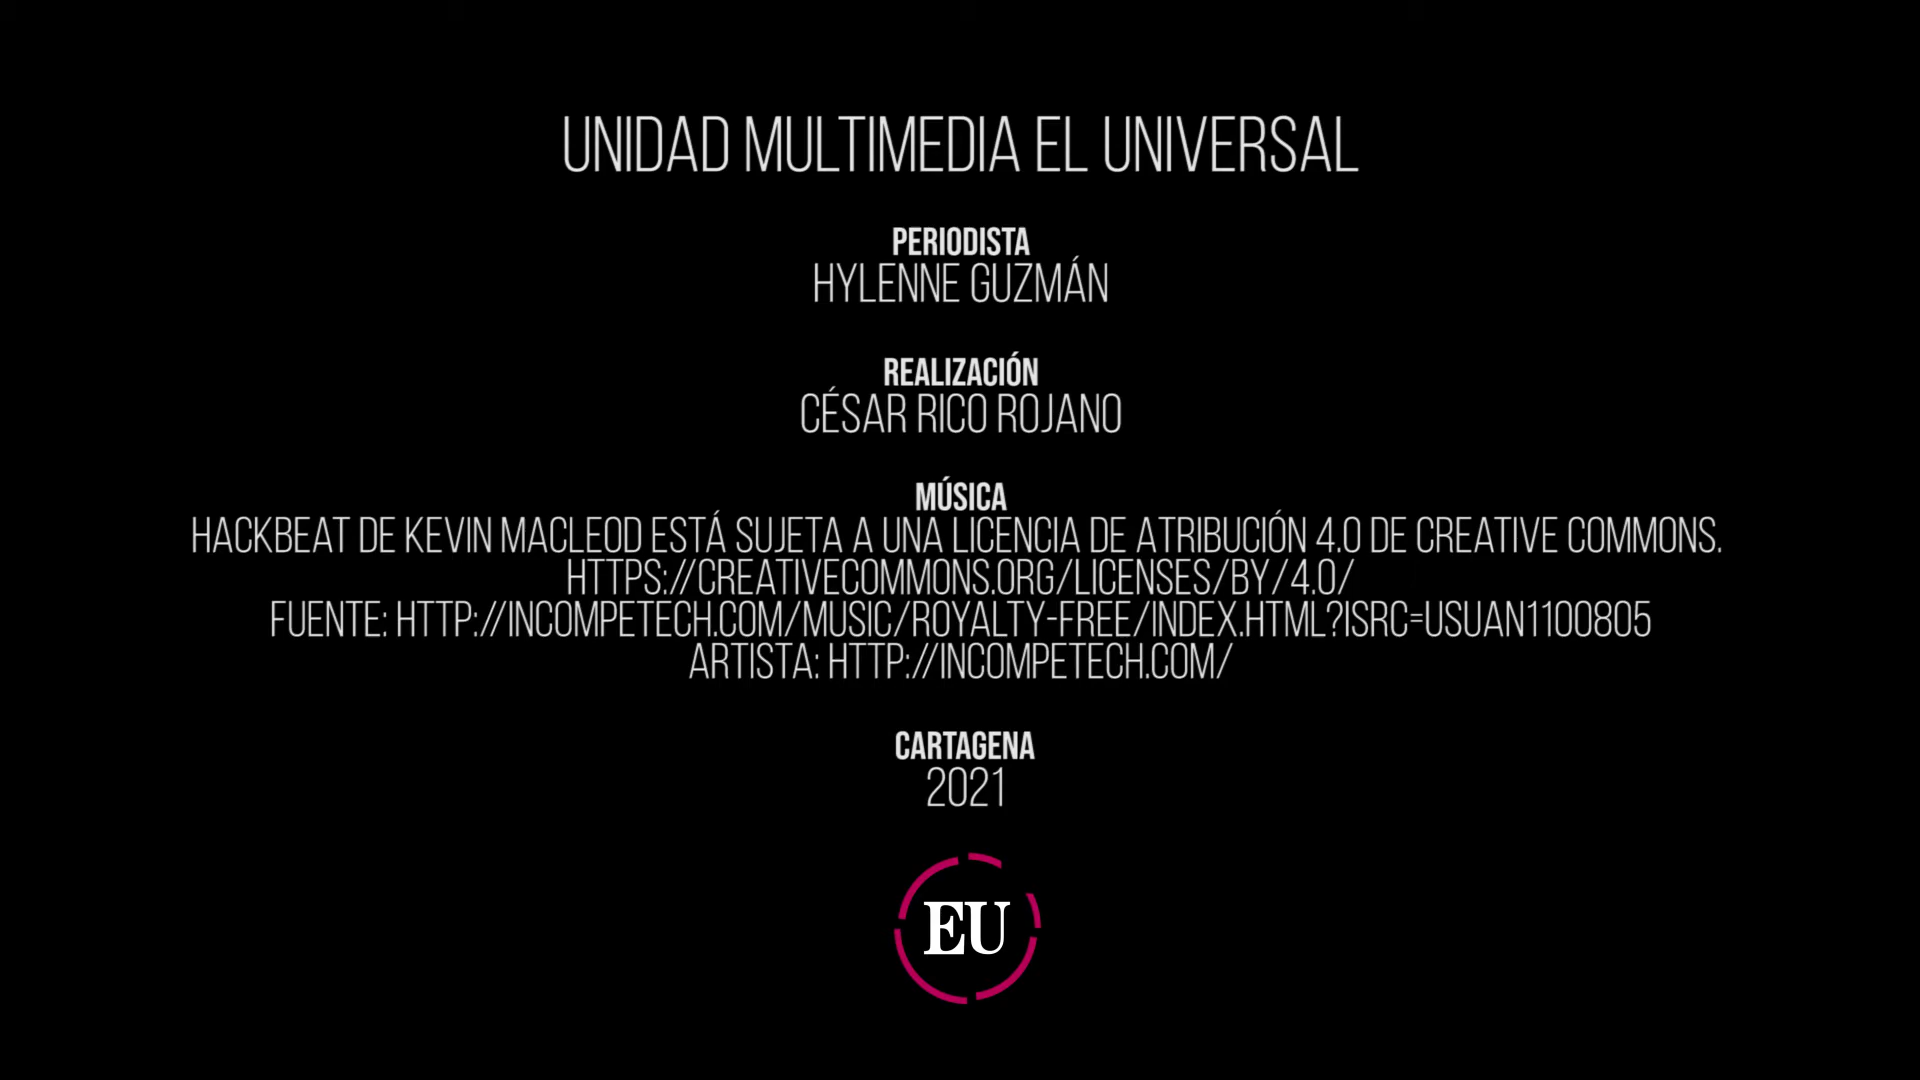 UNIDAD MULTIMEDIA EL UNIVERSAL
PERIODISTA
HYLENNE GUZMÁN
REALIZACIÓN
CÉSAR RICO ROJANO
MÚSICA
HACKBEAT DE KEVIN MACLEOD ESTÁ SUJETA A UNA LICENCIA DE ATRIBUCIÓN 4.0 DE CREATIVE COMMONS.
HTTPS://CREATIVECOMMONS.ORG/LICENSES/BY/4.0/
FUENTE: HTTP://INCOMPETECH.COM/MUSIC/ROYALTY-FREE/INDEX.HTML?ISRC=USUAN1100805
ARTISTA: HTTP://INCOMPETECH.COM/
CARTAGENA
2021
EU